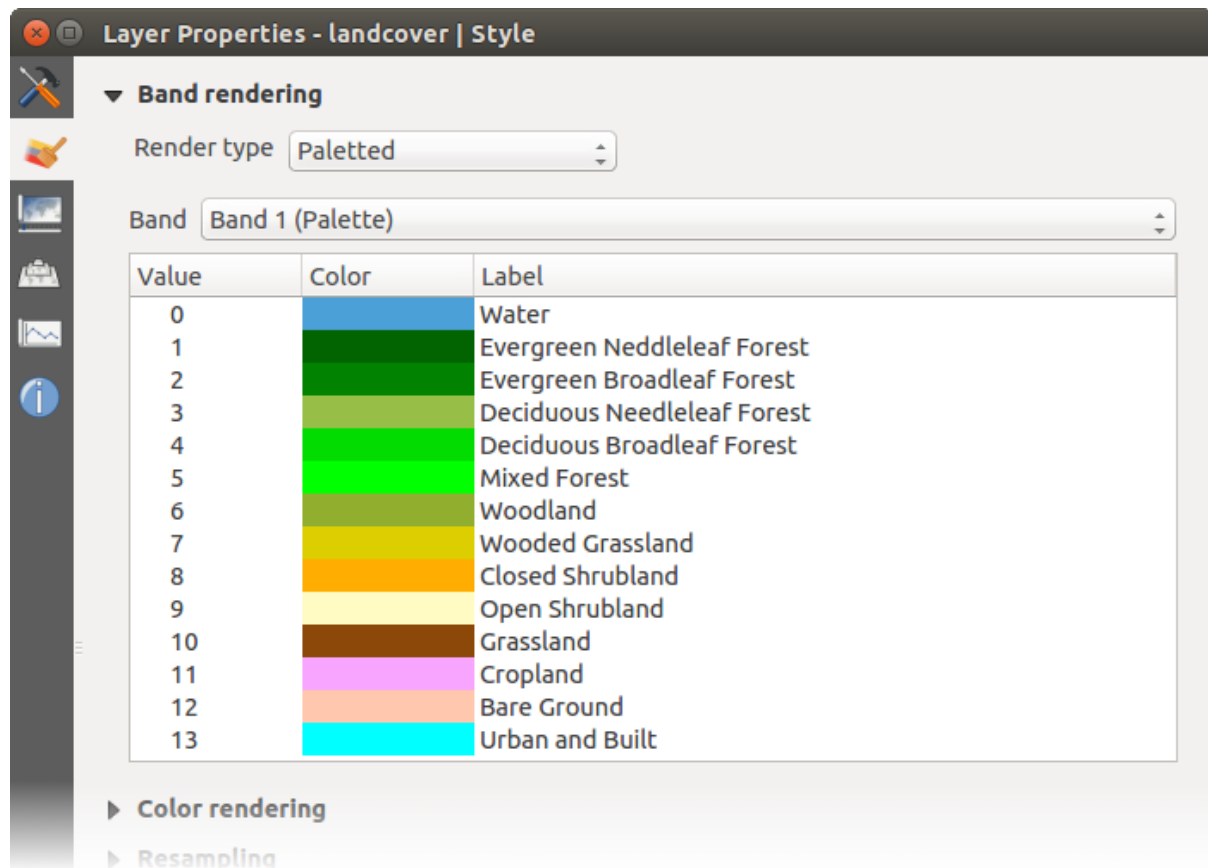 Layer Properties - landcover | Style
Band rendering
Render type Paletted
Band Band 1 (Palette)
Value Color Label
0 Water
1 Evergreen Neddleleaf Forest
2 Evergreen Broadleaf Forest
3 Deciduous Needleleaf Forest
4 Deciduous Broadleaf Forest
5 Mixed Forest
6 Woodland
7 Wooded Grassland
8 Closed Shrubland
9 Open Shrubland
10 Grassland
11 Cropland
12 Bare Ground
13 Urban and Built
Color rendering
Resampling